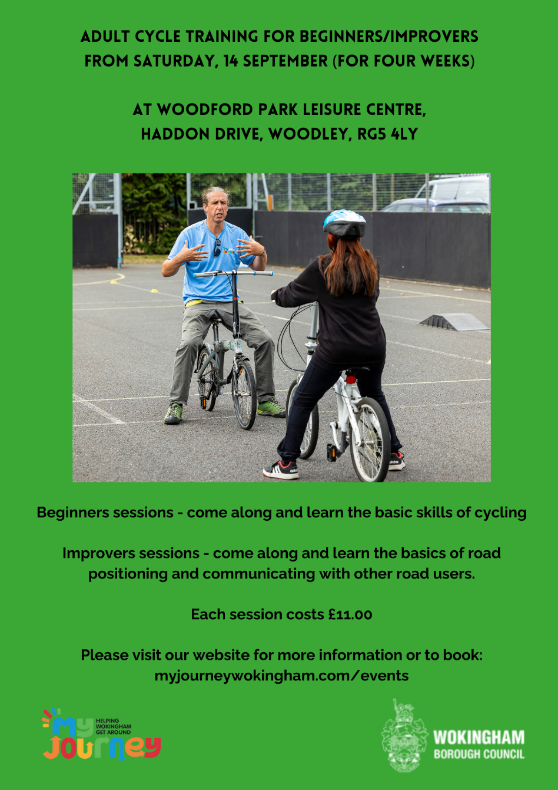 ADULT CYCLE TRAINING FOR BEGINNERS/IMPROVERS
FROM SATURDAY, 14 SEPTEMBER (FOR FOUR WEEKS)
AT WOODFORD PARK LEISURE CENTRE,
HADDON DRIVE, WOODLEY, RG5 4LY
Beginners sessions - come along and learn the basic skills of cycling
Improvers sessions - come along and learn the basics of road
positioning and communicating with other road users.
Each session costs £11.00
Please visit our website for more information or to book:
myjourneywokingham.com/events
my
HELPING
WOKINGHAM
GET AROUND
JOURNEY
WOKINGHAM
BOROUGH COUNCIL